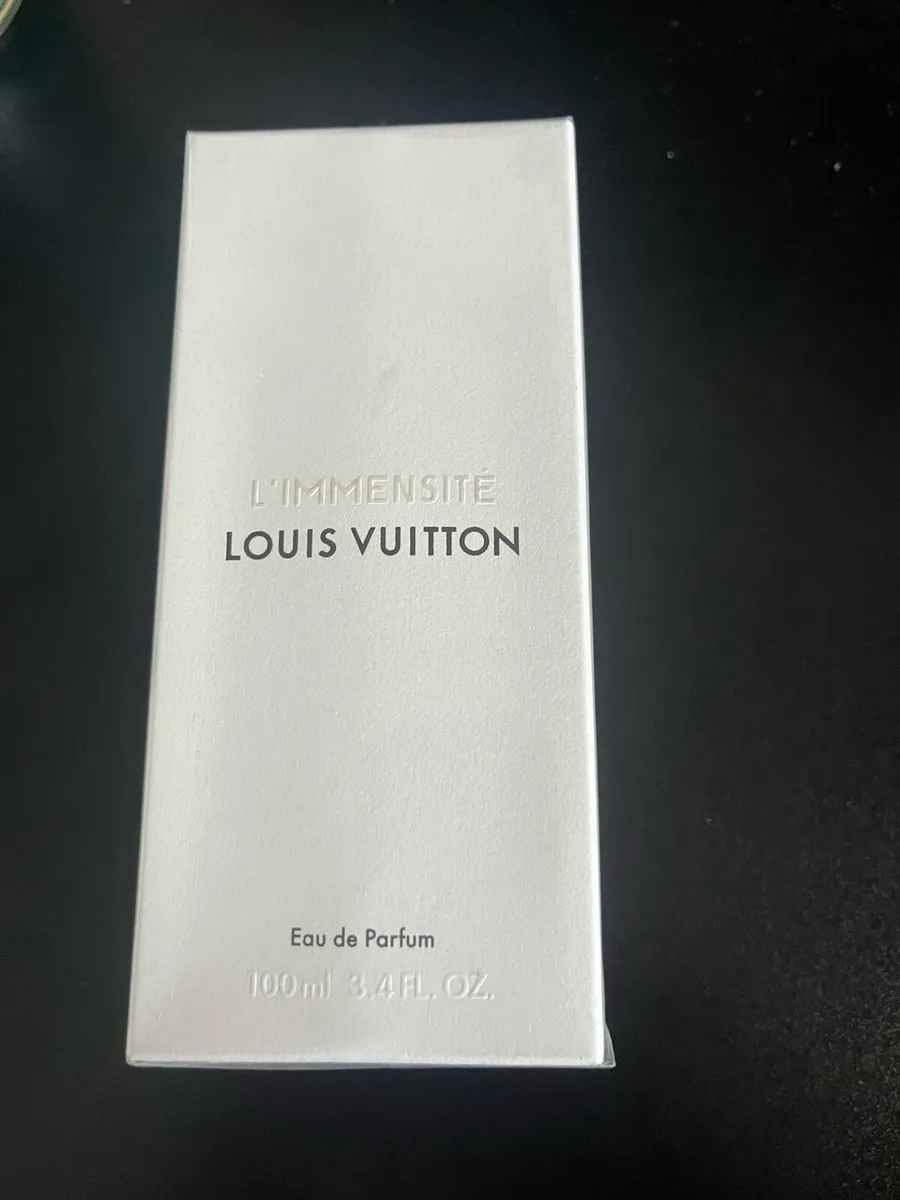 L'IMMENSITÉ
LOUIS VUITTON
Eau de Parfum
100ml 3,4 FL. OZ.